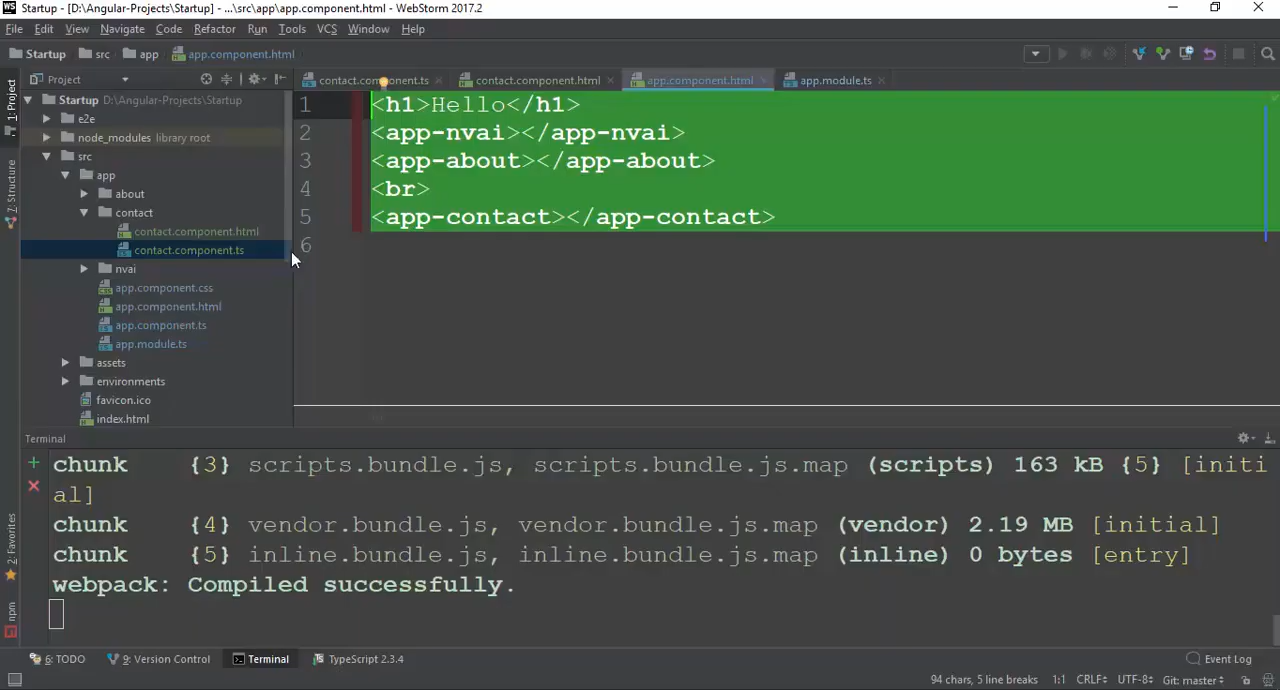 Startup - [D:\Angular-Projects\Startup] - ...\src\app\app.component.html - WebStorm 2017.2
File Edit View Navigate Code Refactor Run Tools VCS Window Help
Startup src app app.component.html
Project
contact.component.ts contact.component.html app.component.html app.module.ts
1: Project
Z: Structure
2: Favorites
npm
Startup D:\Angular-Projects\Startup
e2e
node_modules library root
src
app
about
contact
contact.component.html
contact.component.ts
nvai
app.component.css
app.component.html
app.component.ts
app.module.ts
assets
environments
favicon.ico
index.html
1 <h1>Hello</h1>
2 <app-nvai></app-nvai>
3 <app-about></app-about>
4 <br>
5 <app-contact></app-contact>
6
Terminal
chunk {3} scripts.bundle.js, scripts.bundle.js.map (scripts) 163 kB {5} [initi
al]
chunk {4} vendor.bundle.js, vendor.bundle.js.map (vendor) 2.19 MB [initial]
chunk {5} inline.bundle.js, inline.bundle.js.map (inline) 0 bytes [entry]
webpack: Compiled successfully.
6: TODO 9: Version Control Terminal TypeScript 2.3.4 Event Log
94 chars, 5 line breaks 1:1 CRLF UTF-8 Git: master